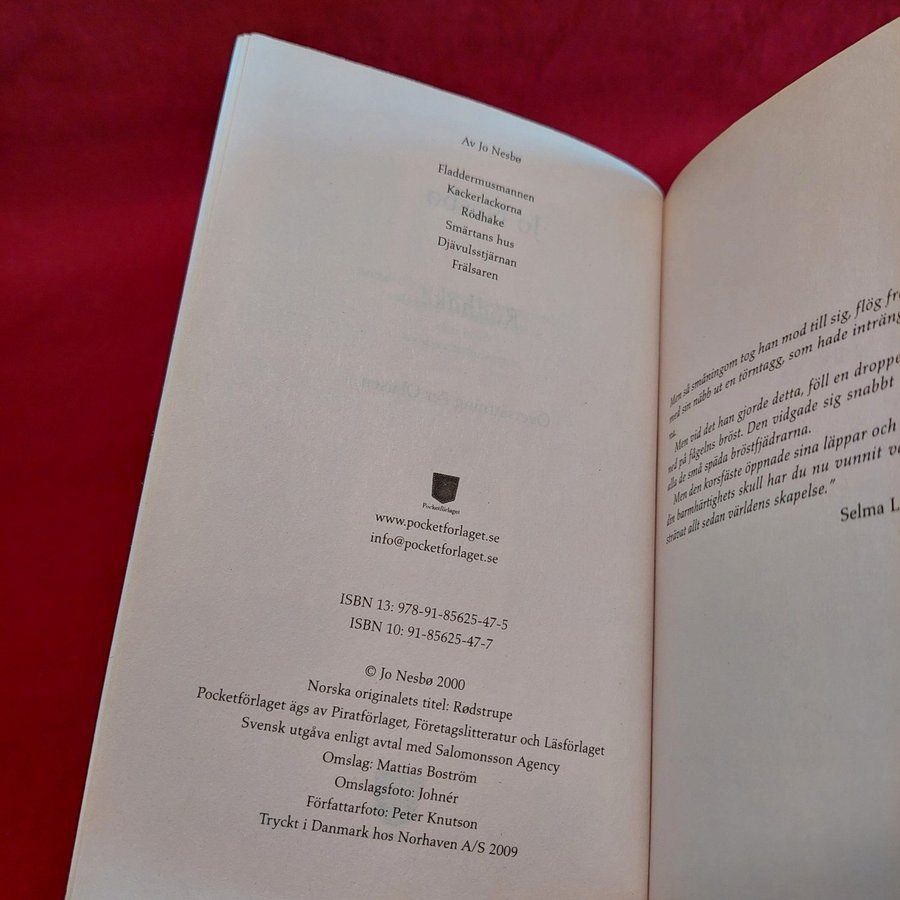 Av Jo Nesbø
Fladdermusmannen
Kackerlackorna
Rödhake
Smärtans hus
Djävulsstjärnan
Frälsaren
Pocketförlaget
www.pocketforlaget.se
info@pocketforlaget.se
ISBN 13: 978-91-85625-47-5
ISBN 10: 91-85625-47-7
© Jo Nesbø 2000
Norska originalets titel: Rødstrupe
Pocketförlaget ägs av Piratförlaget, Företagslitteratur och Läsförlaget
Svensk utgåva enligt avtal med Salomonsson Agency
Omslag: Mattias Boström
Omslagsfoto: Johnér
Författarfoto: Peter Knutson
Tryckt i Danmark hos Norhaven A/S 2009
Men så småningom tog han mod till sig, flög
med sin näbb ut en törntagg, som hade
na.
Men vid det han gjorde detta, föll en droppe
ned på fågelns bröst. Den vidgade sig snabbt
alla de små späda bröstfjädrarna.
Men den korsfäste öppnade sina läppar och
din barmhärtighets skull har du nu vunnit
strävat allt sedan världens skapelse.”
Selma